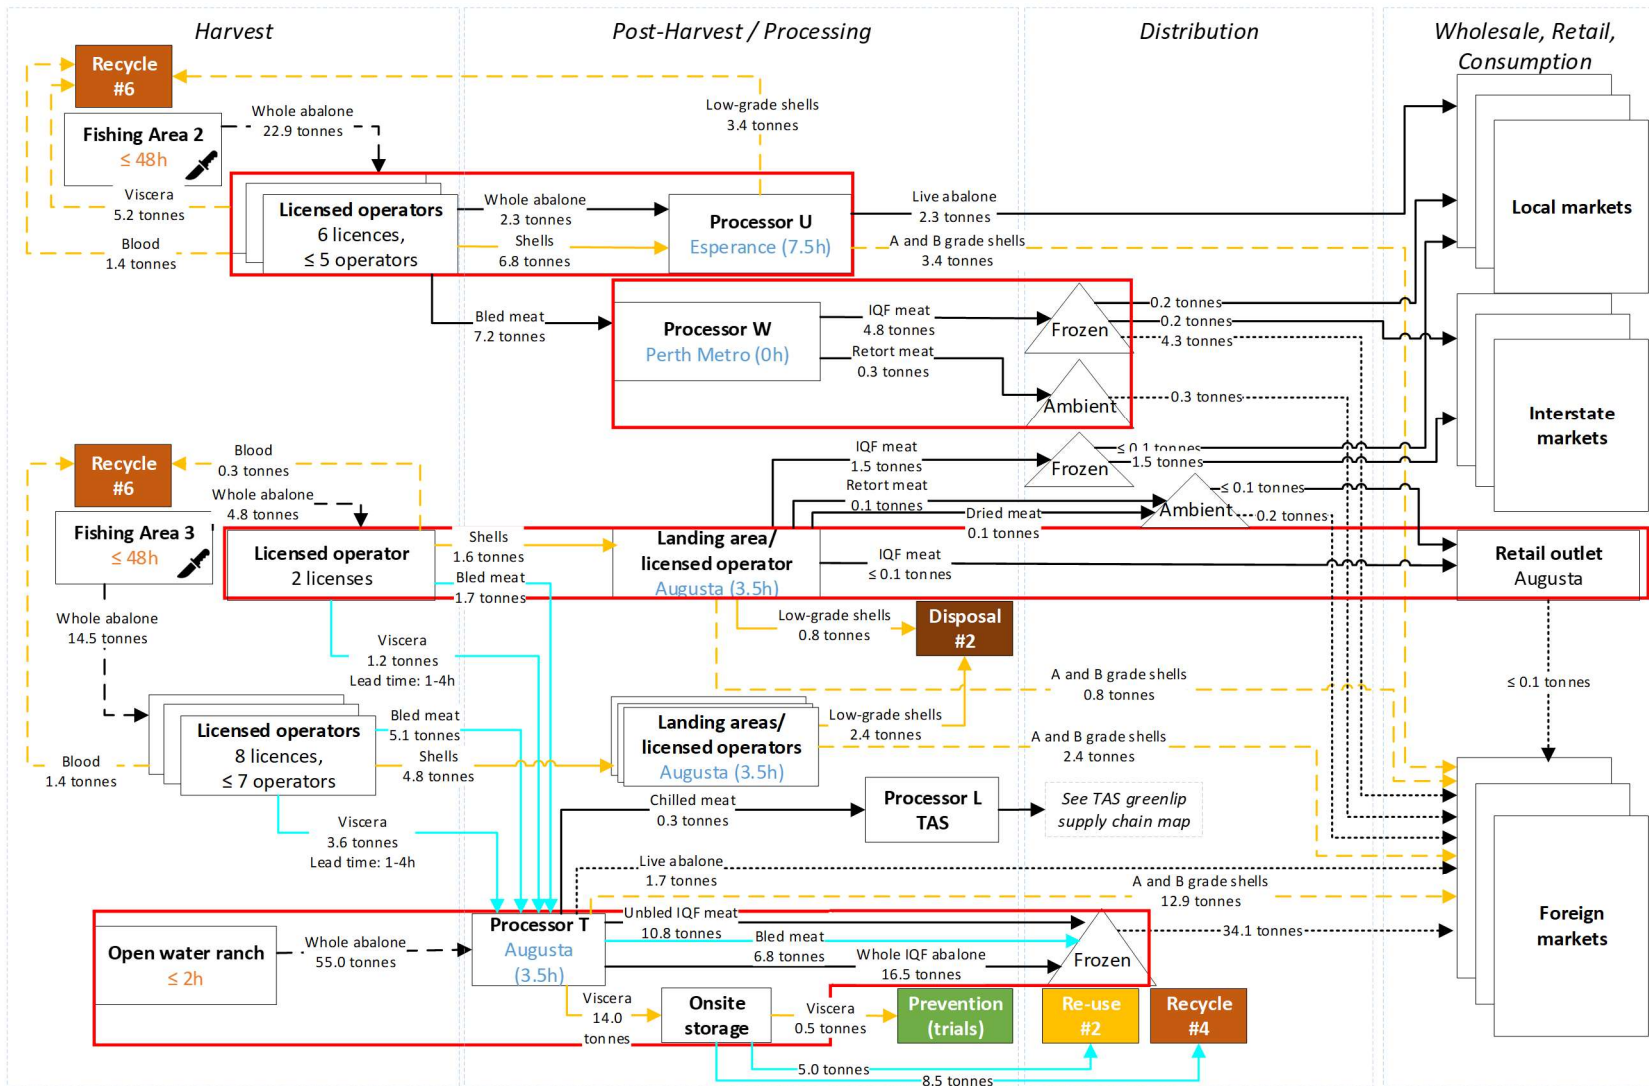 Harvest
Post-Harvest / Processing
Distribution
Wholesale, Retail,
Consumption
Recycle
#6
Whole abalone
22.9 tonnes
Low-grade shells
3.4 tonnes
Fishing Area 2
≤ 48h
Viscera
5.2 tonnes
Blood
1.4 tonnes
Licensed operators
6 licences,
≤ 5 operators
Whole abalone
2.3 tonnes
Shells
6.8 tonnes
Processor U
Esperance (7.5h)
Live abalone
2.3 tonnes
A and B grade shells
3.4 tonnes
Local markets
Bled meat
7.2 tonnes
Processor W
Perth Metro (0h)
IQF meat
4.8 tonnes
Retort meat
0.3 tonnes
Frozen
0.2 tonnes
0.2 tonnes
4.3 tonnes
Ambient
0.3 tonnes
Interstate
markets
Recycle
#6
Blood
0.3 tonnes
Whole abalone
4.8 tonnes
IQF meat
1.5 tonnes
Frozen
≤ 0.1 tonnes
1.5 tonnes
Retort meat
0.1 tonnes
Dried meat
0.1 tonnes
Ambient
≤ 0.1 tonnes
0.2 tonnes
Fishing Area 3
≤ 48h
Licensed operator
2 licenses
Shells
1.6 tonnes
Bled meat
1.7 tonnes
Landing area/
licensed operator
Augusta (3.5h)
IQF meat
≤ 0.1 tonnes
Retail outlet
Augusta
Whole abalone
14.5 tonnes
Viscera
1.2 tonnes
Lead time: 1-4h
Low-grade shells
0.8 tonnes
Disposal
#2
A and B grade shells
0.8 tonnes
≤ 0.1 tonnes
Licensed operators
8 licences,
≤ 7 operators
Bled meat
5.1 tonnes
Shells
4.8 tonnes
Blood
1.4 tonnes
Landing areas/
licensed operators
Augusta (3.5h)
Low-grade shells
2.4 tonnes
A and B grade shells
2.4 tonnes
Viscera
3.6 tonnes
Lead time: 1-4h
Chilled meat
0.3 tonnes
Processor L
TAS
See TAS greenlip
supply chain map
Live abalone
1.7 tonnes
A and B grade shells
12.9 tonnes
Open water ranch
≤ 2h
Whole abalone
55.0 tonnes
Processor T
Augusta
(3.5h)
Unbled IQF meat
10.8 tonnes
Bled meat
6.8 tonnes
Whole IQF abalone
16.5 tonnes
Frozen
34.1 tonnes
Foreign
markets
Viscera
14.0
tonnes
Onsite
storage
Viscera
0.5 tonnes
Prevention
(trials)
Re-use
#2
Recycle
#4
5.0 tonnes
8.5 tonnes